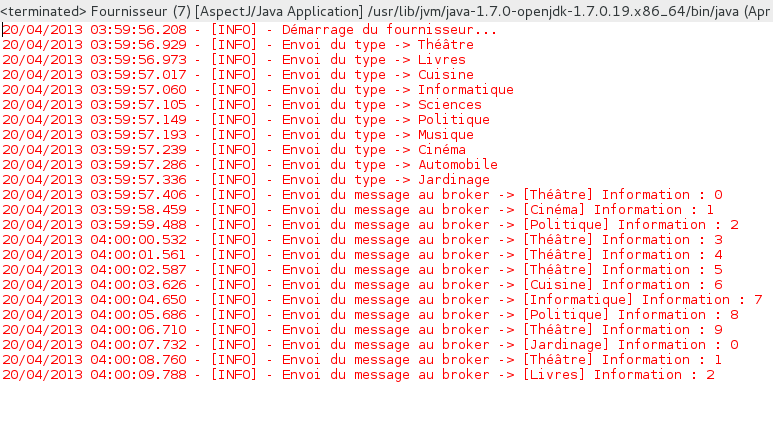 <terminated> Fournisseur (7) [AspectJ/Java Application] /usr/lib/jvm/java-1.7.0-openjdk-1.7.0.19.x86_64/bin/java (Apr
20/04/2013 03:59:56.208 - [INFO] - Démarrage du fournisseur...
20/04/2013 03:59:56.929 - [INFO] - Envoi du type -> Théâtre
20/04/2013 03:59:56.973 - [INFO] - Envoi du type -> Livres
20/04/2013 03:59:57.017 - [INFO] - Envoi du type -> Cuisine
20/04/2013 03:59:57.060 - [INFO] - Envoi du type -> Informatique
20/04/2013 03:59:57.105 - [INFO] - Envoi du type -> Sciences
20/04/2013 03:59:57.149 - [INFO] - Envoi du type -> Politique
20/04/2013 03:59:57.193 - [INFO] - Envoi du type -> Musique
20/04/2013 03:59:57.239 - [INFO] - Envoi du type -> Cinéma
20/04/2013 03:59:57.286 - [INFO] - Envoi du type -> Automobile
20/04/2013 03:59:57.336 - [INFO] - Envoi du type -> Jardinage
20/04/2013 03:59:57.406 - [INFO] - Envoi du message au broker -> [Théâtre] Information : 0
20/04/2013 03:59:58.459 - [INFO] - Envoi du message au broker -> [Cinéma] Information : 1
20/04/2013 03:59:59.488 - [INFO] - Envoi du message au broker -> [Politique] Information : 2
20/04/2013 04:00:00.532 - [INFO] - Envoi du message au broker -> [Théâtre] Information : 3
20/04/2013 04:00:01.561 - [INFO] - Envoi du message au broker -> [Théâtre] Information : 4
20/04/2013 04:00:02.587 - [INFO] - Envoi du message au broker -> [Théâtre] Information : 5
20/04/2013 04:00:03.626 - [INFO] - Envoi du message au broker -> [Cuisine] Information : 6
20/04/2013 04:00:04.650 - [INFO] - Envoi du message au broker -> [Informatique] Information : 7
20/04/2013 04:00:05.686 - [INFO] - Envoi du message au broker -> [Politique] Information : 8
20/04/2013 04:00:06.710 - [INFO] - Envoi du message au broker -> [Théâtre] Information : 9
20/04/2013 04:00:07.732 - [INFO] - Envoi du message au broker -> [Jardinage] Information : 0
20/04/2013 04:00:08.760 - [INFO] - Envoi du message au broker -> [Théâtre] Information : 1
20/04/2013 04:00:09.788 - [INFO] - Envoi du message au broker -> [Livres] Information : 2